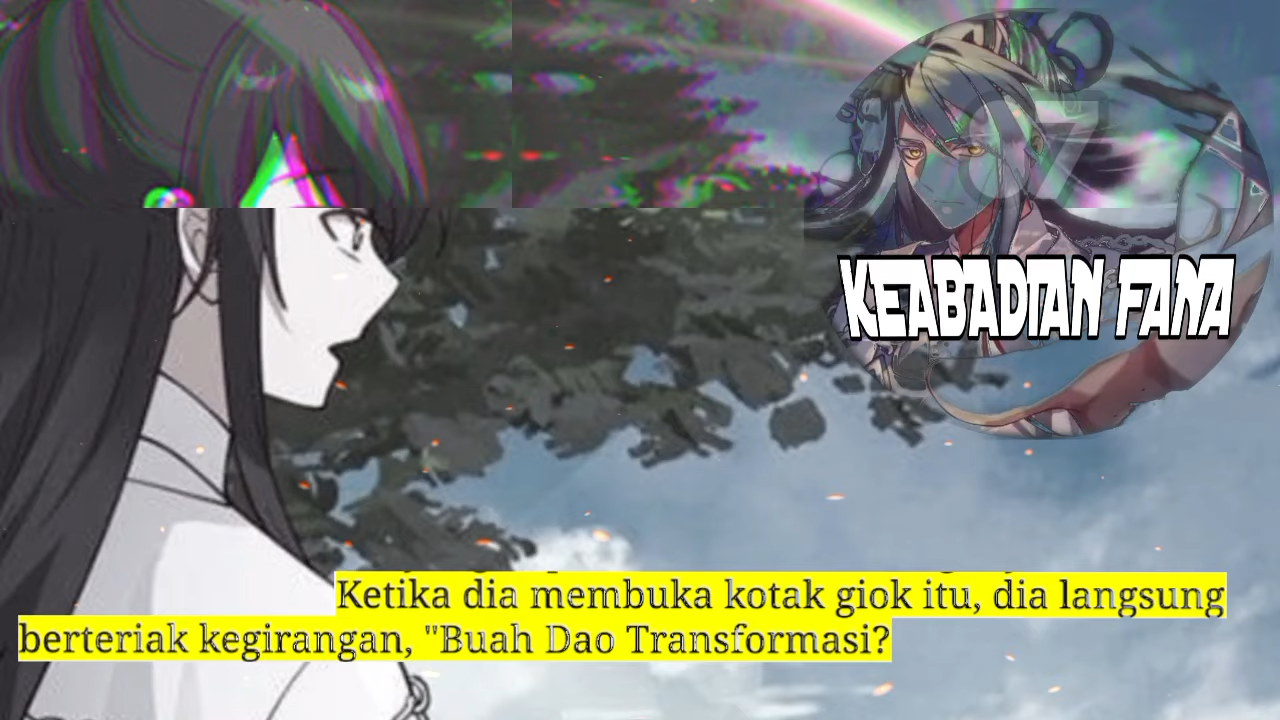 KEABADIAN FANA
Ketika dia membuka kotak giok itu, dia langsung
berteriak kegirangan, "Buah Dao Transformasi?